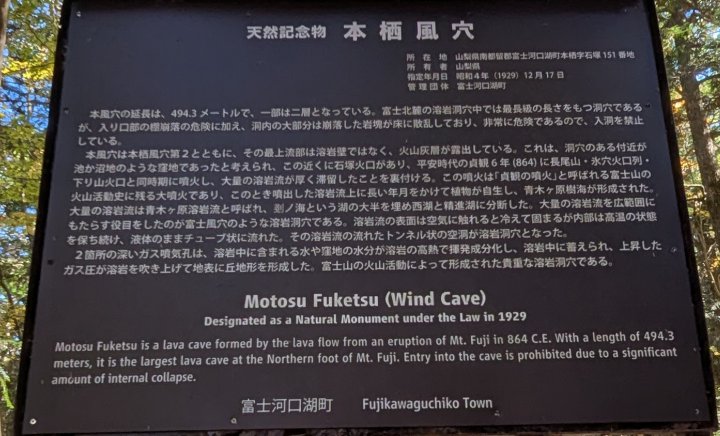 天然記念物 本栖風穴
所在地 山梨県南都留郡富士河口湖町本栖字石塚151番地
所有者 山梨県
指定年月日 昭和4年（1929）12月17日
管理団体 富士河口湖町
本風穴の延長は、494.3メートルで、一部は二層となっている。富士北麓の溶岩洞穴中では最長級の長さをもつ洞穴である
が、入り口部の棚崩落の危険に加え、洞内の大部分は崩落した岩塊が床に散乱しており、非常に危険であるので、入洞を禁止
している。
本風穴は本栖風穴第２とともに、その最上流部は溶岩壁ではなく、火山灰層が露出している。これは、洞穴のある付近が
池か沼地のような窪地であったと考えられ、この近くに石塚火口があり、平安時代の貞観６年(864)に長尾山・氷穴火口列・
下り山火口と同時期に噴火し、大量の溶岩流が厚く滞留したことを裏付ける。この噴火は「貞観の噴火」と呼ばれる富士山の
火山活動史に残る大噴火であり、このとき噴出した溶岩流上に長い年月をかけて植物が自生し、青木ヶ原樹海が形成された。
大量の溶岩流は青木ヶ原溶岩流と呼ばれ、剗ノ海という湖の大半を埋め西湖と精進湖に分断した。大量の溶岩流を広範囲に
もたらす役目をしたのが富士風穴のような溶岩洞穴である。溶岩流の表面は空気に触れると冷えて固まるが内部は高温の状態
を保ち続け、液体のままチューブ状に流れた。その溶岩流の流れたトンネル状の空洞が溶岩洞穴となった。
２箇所の深いガス噴気孔は、溶岩中に含まれる水や窪地の水分が溶岩の高熱で揮発成分化し、溶岩中に蓄えられ、上昇した
ガス圧が溶岩を吹き上げて地表に丘地形を形成した。富士山の火山活動によって形成された貴重な溶岩洞穴である。
Motosu Fuketsu (Wind Cave)
Designated as a Natural Monument under the Law in 1929
Motosu Fuketsu is a lava cave formed by the lava flow from an eruption of Mt. Fuji in 864 C.E. With a length of 494.3
meters, it is the largest lava cave at the Northern foot of Mt. Fuji. Entry into the cave is prohibited due to a significant
amount of internal collapse.
富士河口湖町 Fujikawaguchiko Town